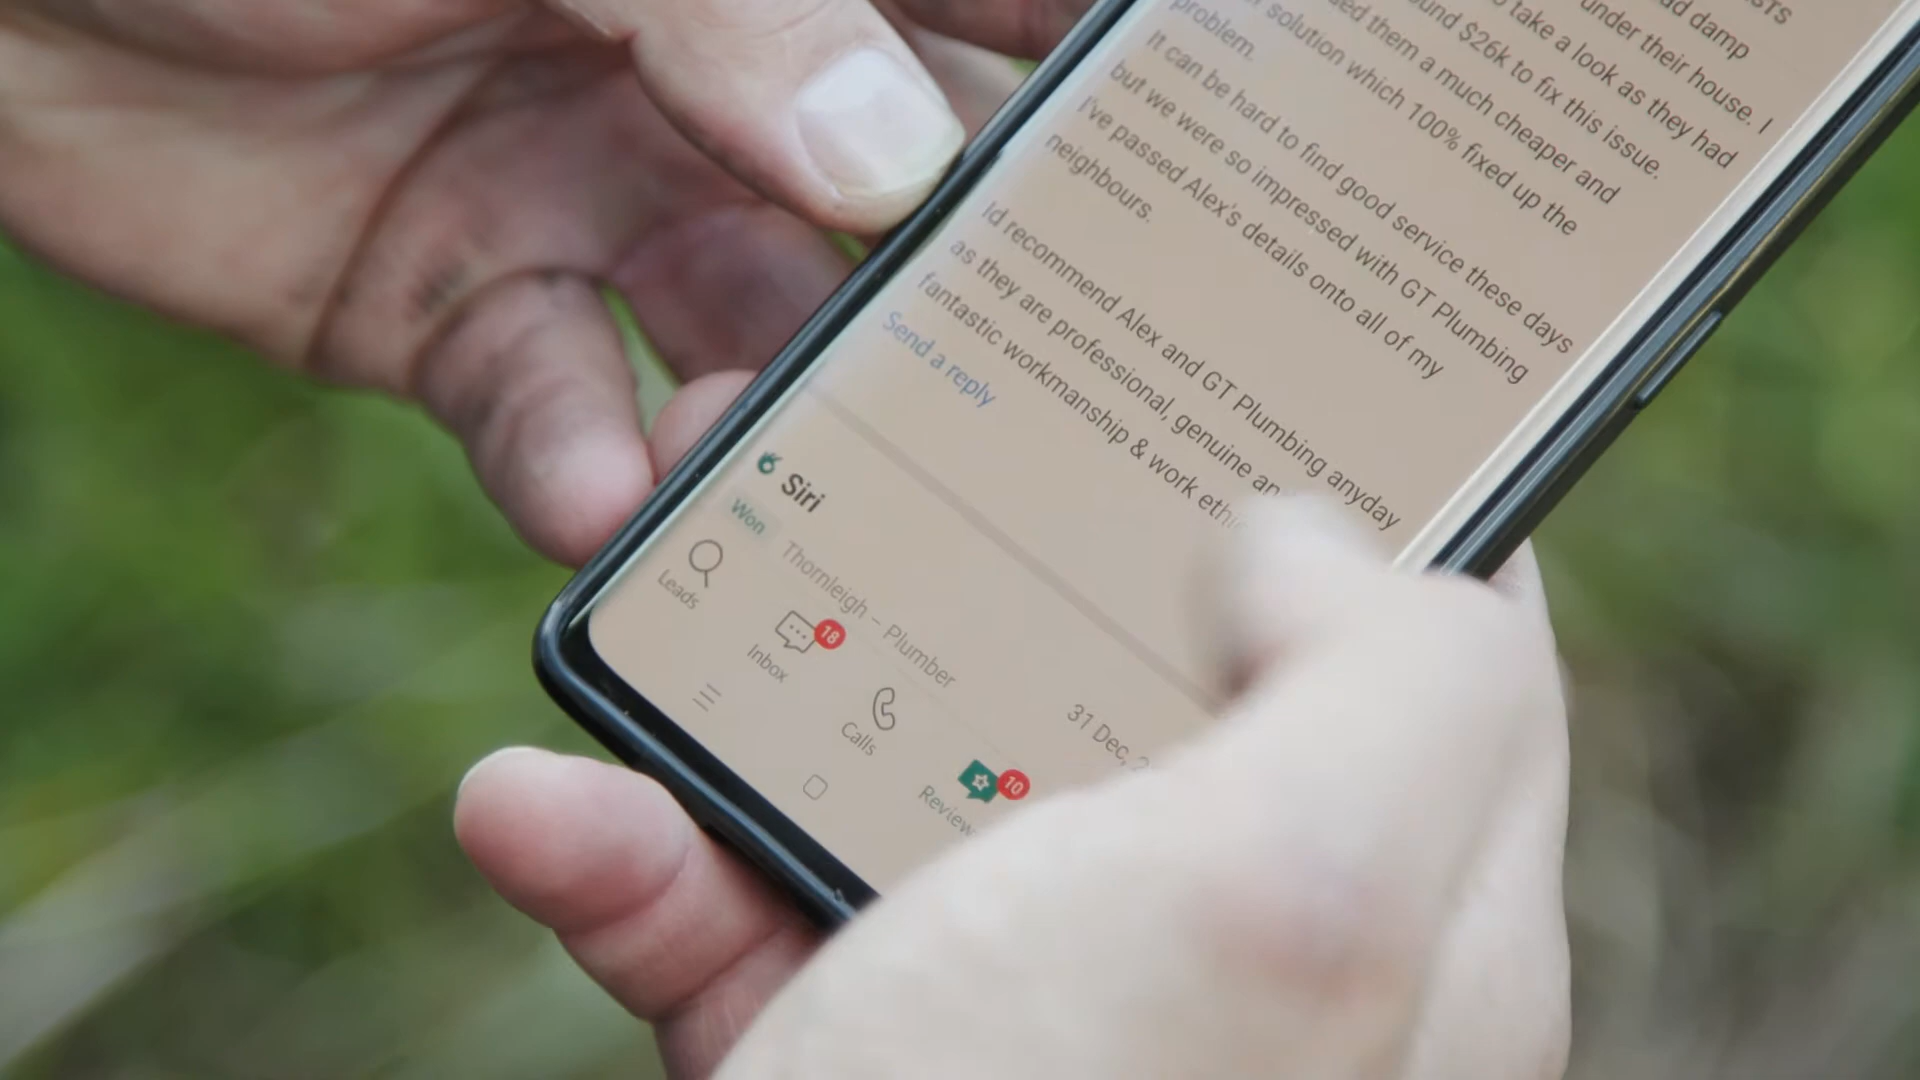 add damp
under their house. I
to take a look as they had
around $26k to fix this issue.
them a much cheaper and
solution which 100% fixed up the
problem.
It can be hard to find good service these days
but we were so impressed with GT Plumbing
I've passed Alex's details onto all of my
neighbours.
Id recommend Alex and GT Plumbing anyday
as they are professional, genuine
fantastic workmanship & work
Send a reply
Siri
Won
Thornleigh – Plumber
31 Dec,
Leads
Inbox
18
Calls
Review
10